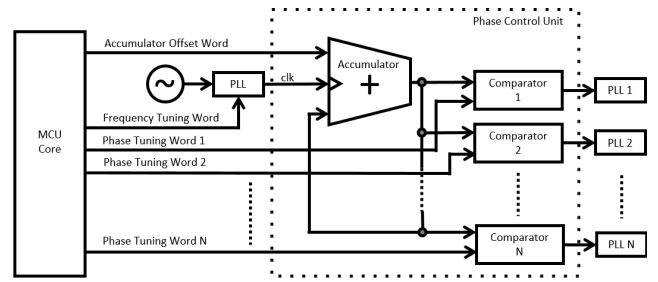 Phase Control Unit
Accumulator Offset Word
Accumulator
+
clk
PLL
Comparator
1
PLL 1
Frequency Tuning Word
MCU
Core
Phase Tuning Word 1
Comparator
2
PLL 2
Phase Tuning Word 2
Phase Tuning Word N
Comparator
N
PLL N